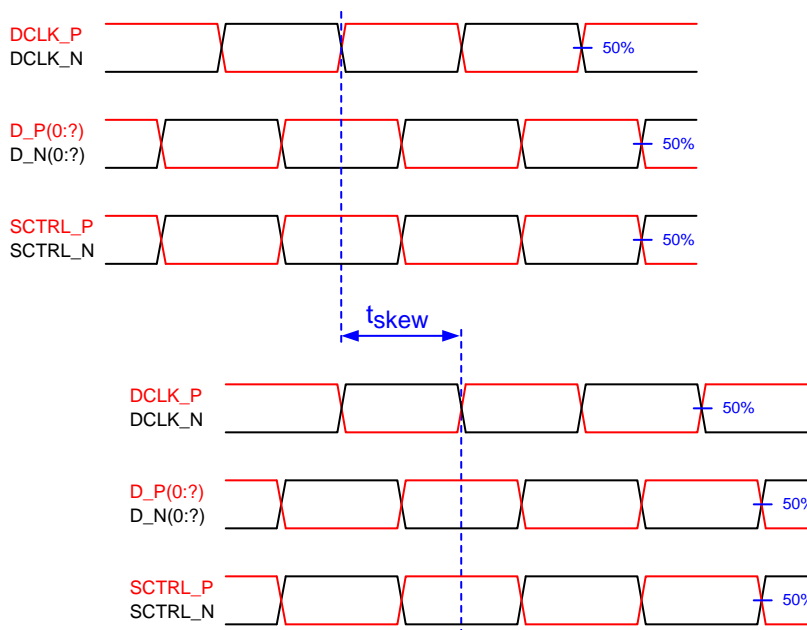 DCLK_P
DCLK_N
50%
D_P(0:?)
D_N(0:?)
50%
SCTRL_P
SCTRL_N
50%
tskew
DCLK_P
DCLK_N
50%
D_P(0:?)
D_N(0:?)
50%
SCTRL_P
SCTRL_N
50%